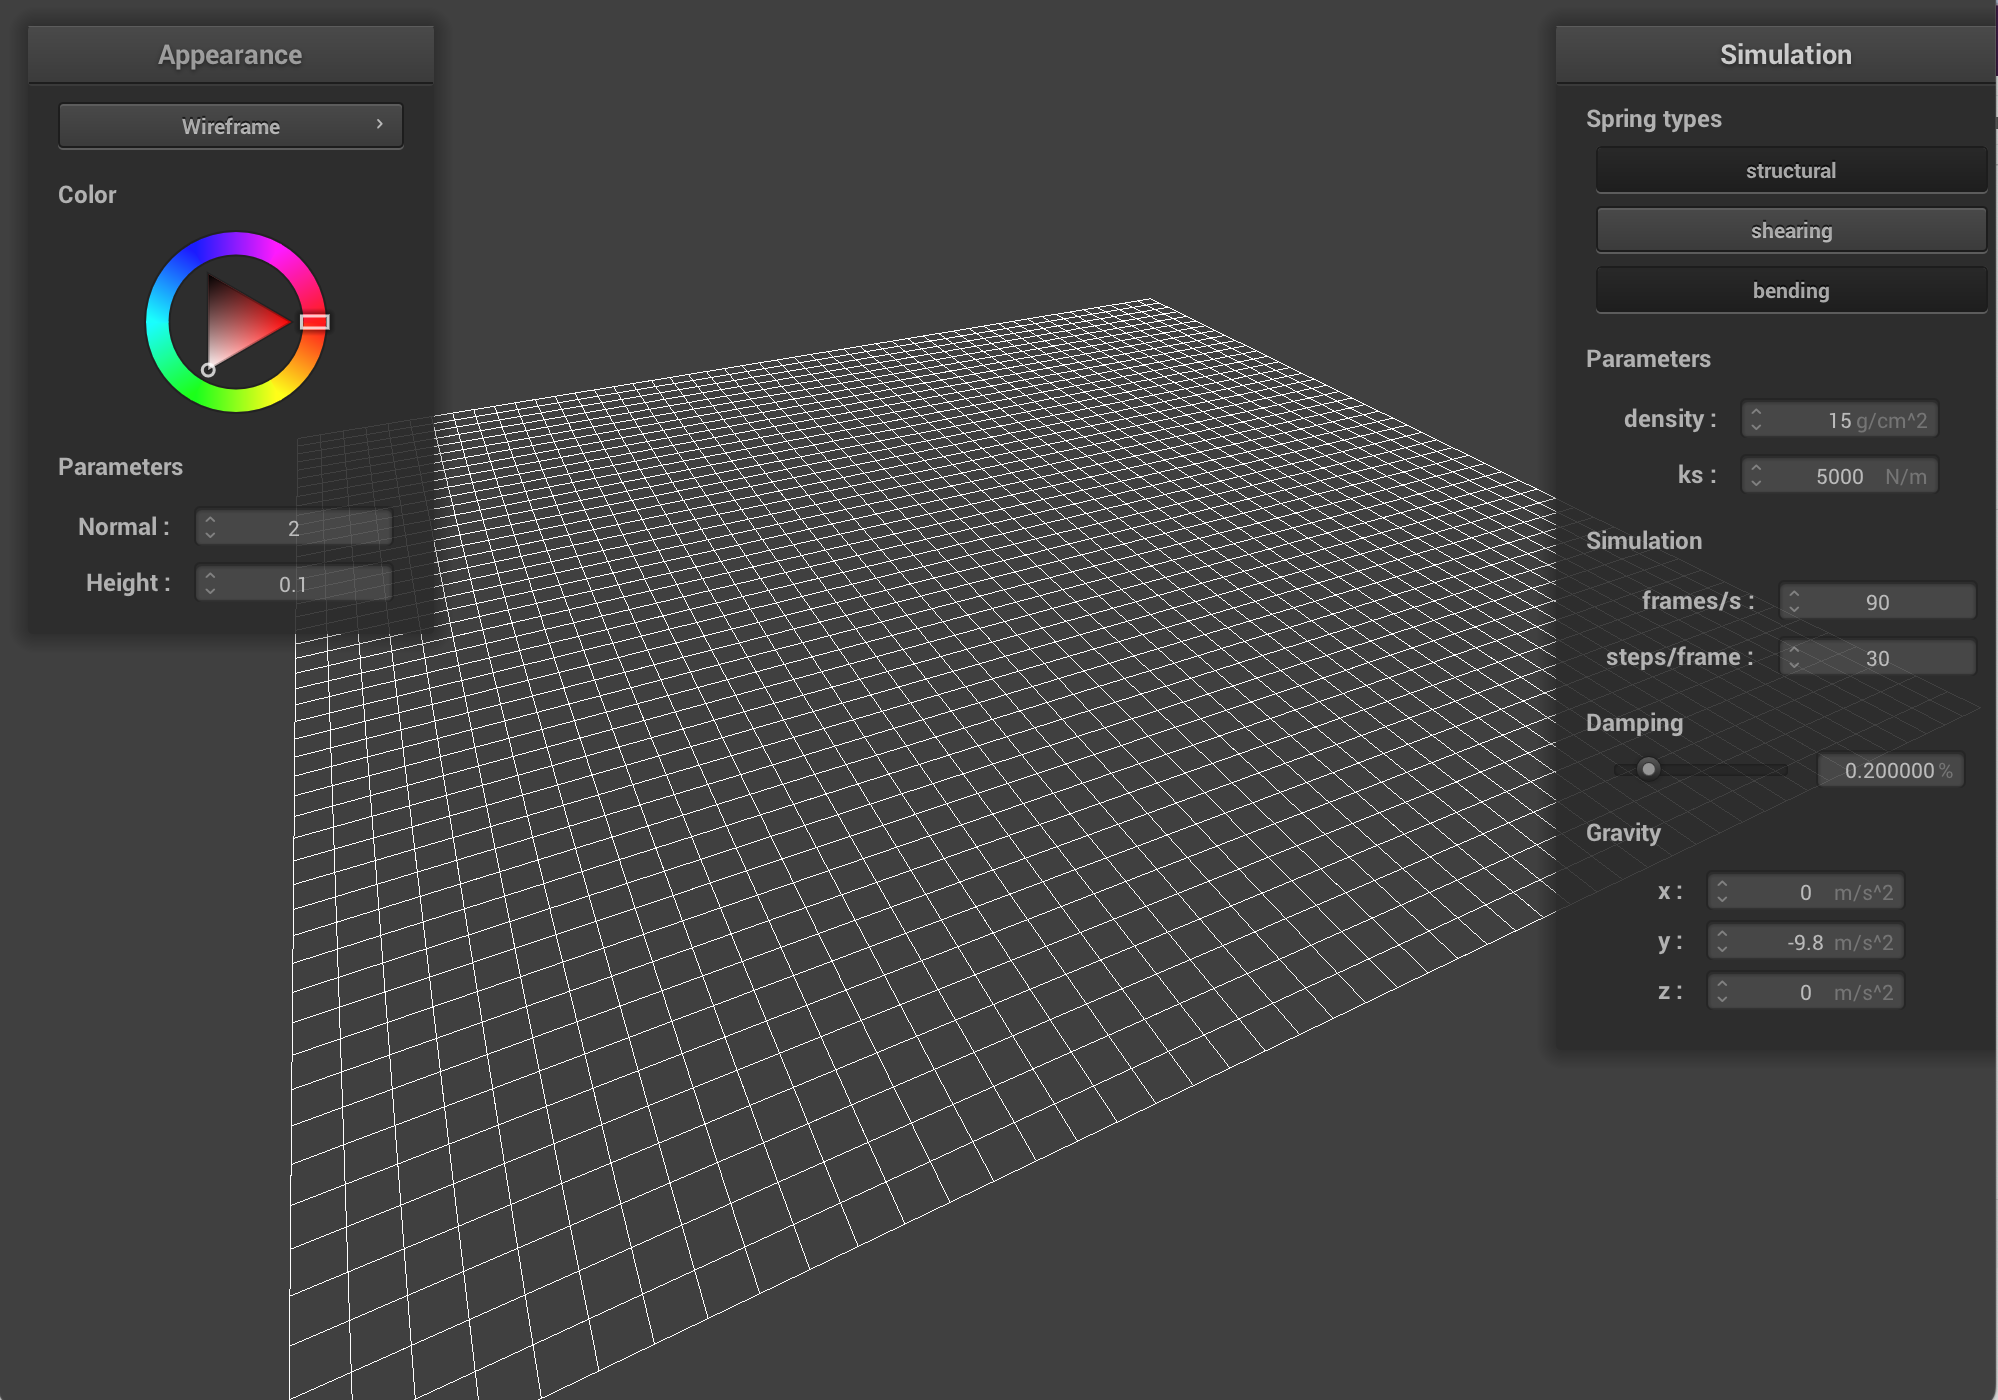 Appearance
Wireframe
Color
Parameters
Normal : 2
Height : 0.1
Simulation
Spring types
structural
shearing
bending
Parameters
density : 15 g/cm^2
ks : 5000 N/m
Simulation
frames/s : 90
steps/frame : 30
Damping
0.200000 %
Gravity
x : 0 m/s^2
y : -9.8 m/s^2
z : 0 m/s^2